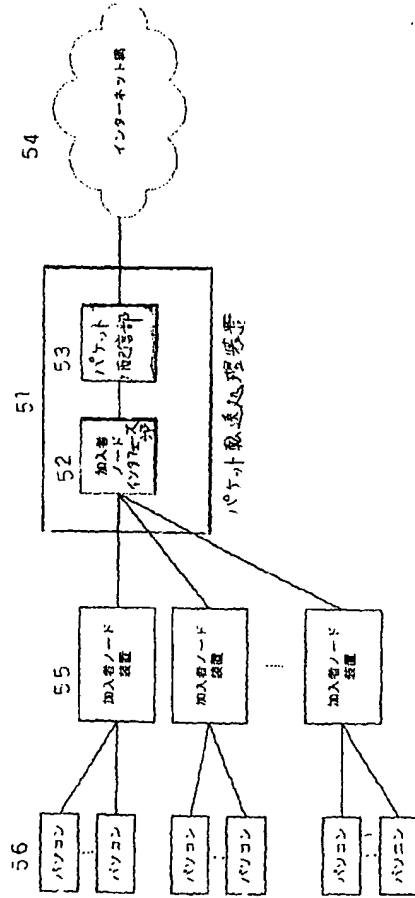 54
インターネット網
51
53
パケット
配信部
52
加入者
ノード
インタフェース
部
パケット転送処理装置
55
加入者ノード
装置
加入者ノード
装置
加入者ノード
装置
56
パソコン
パソコン
パソコン
パソコン
パソコン
パソコン